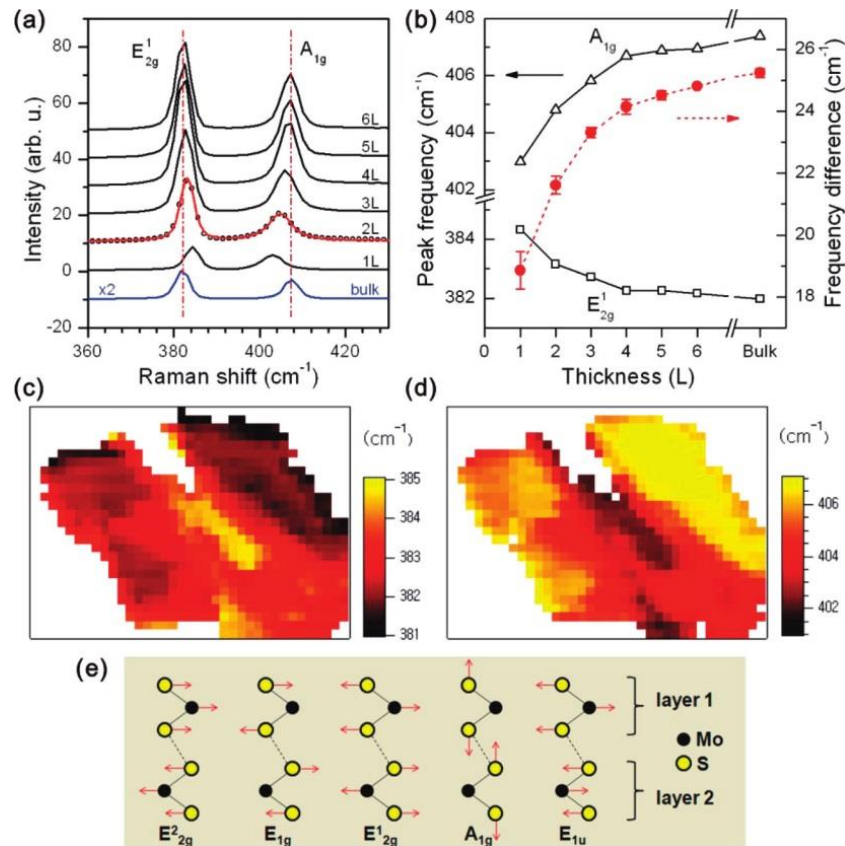 (a)
E¹₂g
A₁g
6L
5L
4L
3L
2L
1L
x2
bulk
80
60
40
20
0
-20
360
380
400
420
Intensity (arb. u.)
Raman shift (cm⁻¹)
(b)
A₁g
E¹₂g
408
406
404
402
384
382
Peak frequency (cm⁻¹)
26
24
22
20
18
Frequency difference (cm⁻¹)
0
1
2
3
4
5
6
Bulk
Thickness (L)
(c)
(cm⁻¹)
385
384
383
382
381
(d)
(cm⁻¹)
406
404
402
(e)
layer 1
Mo
S
layer 2
E²₂g
E₁g
E¹₂g
A₁g
E₁u